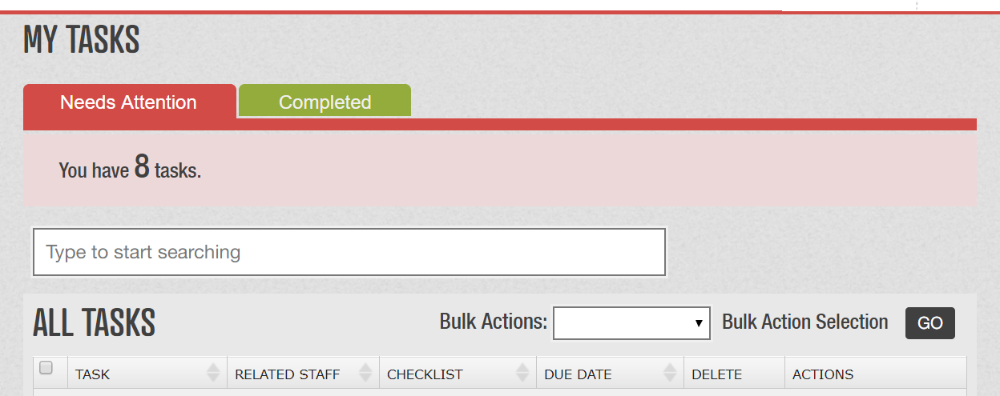 MY TASKS
Needs Attention Completed
You have 8 tasks.
Type to start searching
ALL TASKS Bulk Actions: Bulk Action Selection GO
TASK RELATED STAFF CHECKLIST DUE DATE DELETE ACTIONS